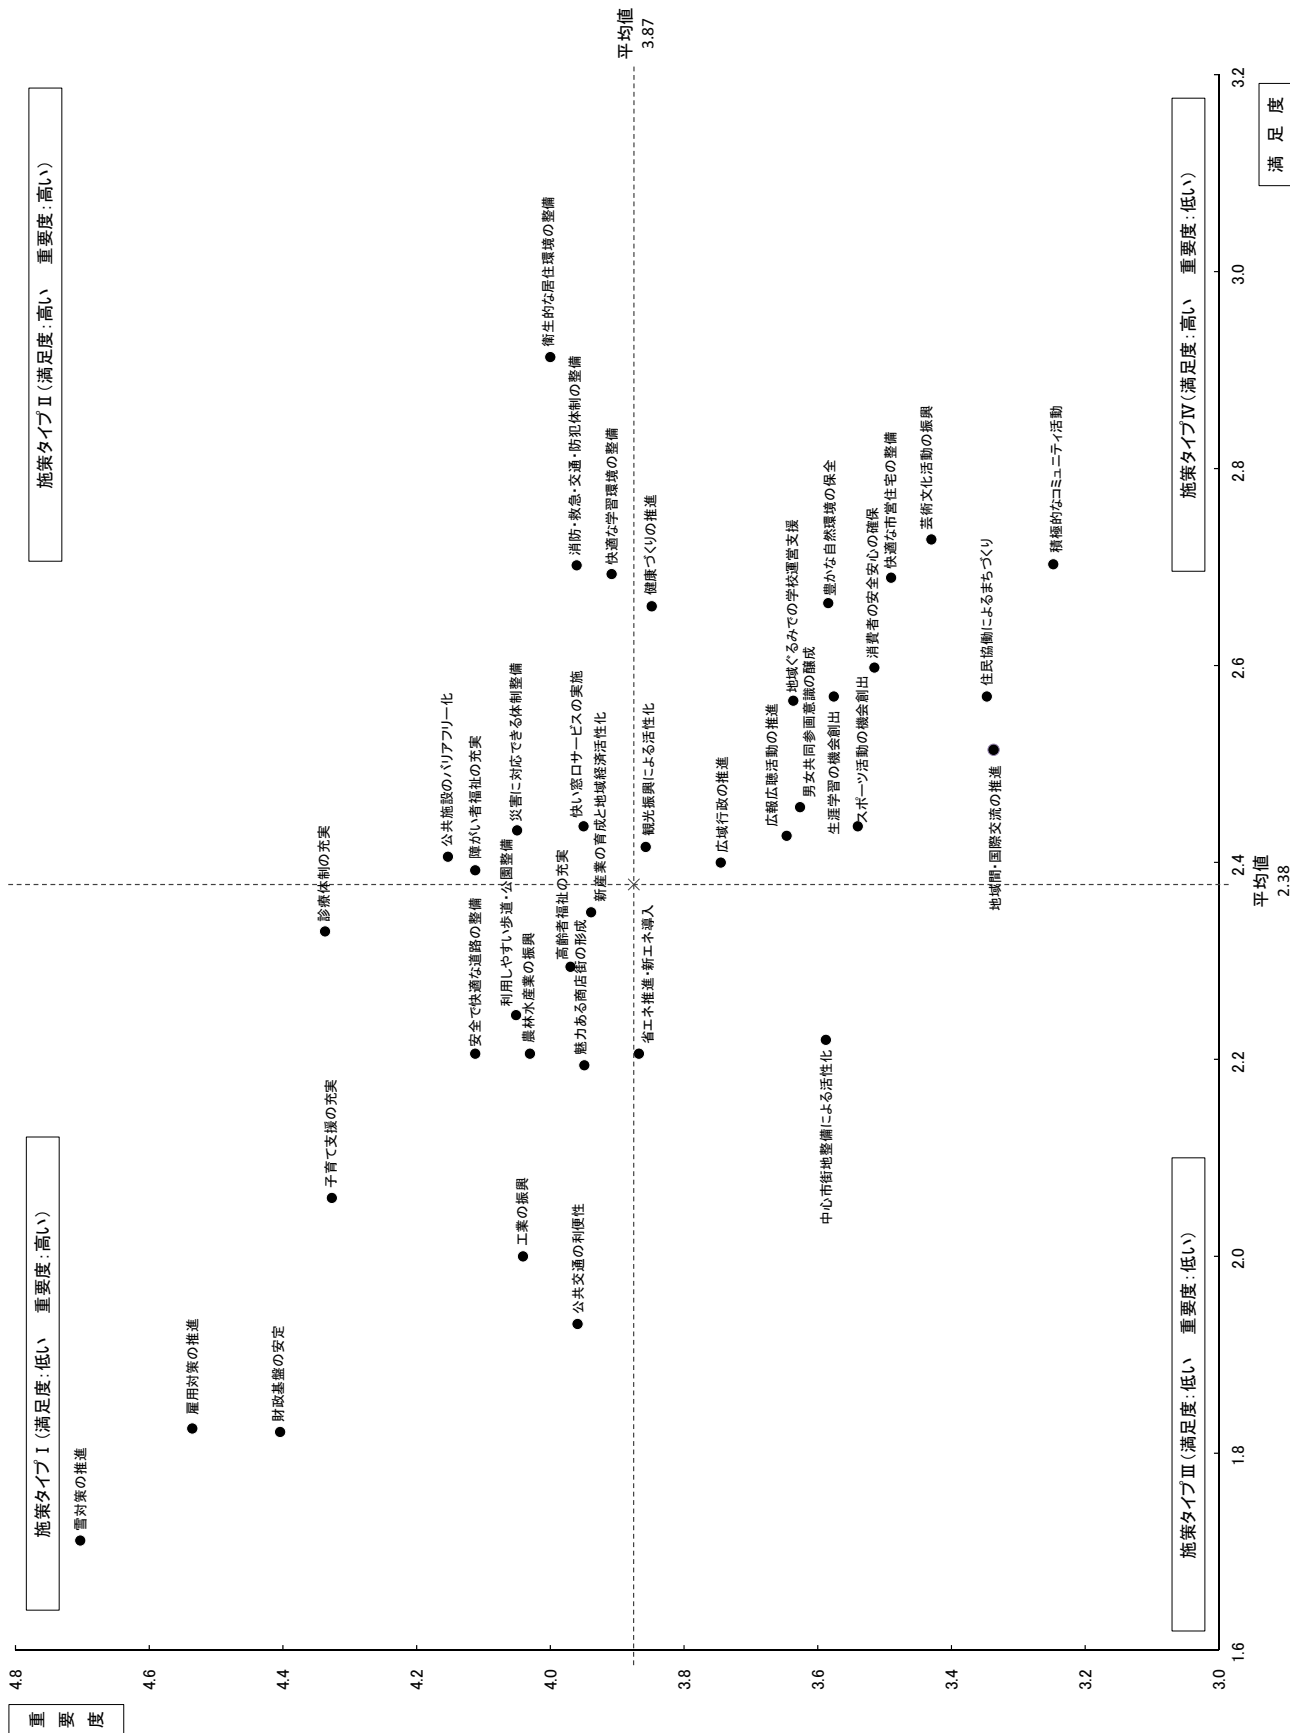 重要度
施策タイプⅠ(満足度:低い　重要度:高い)
施策タイプⅡ(満足度:高い　重要度:高い)
4.8
4.6
4.4
4.2
4.0
3.8
3.6
3.4
3.2
3.0
雪対策の推進
雇用対策の推進
財政基盤の安定
子育て支援の充実
診療体制の充実
公共施設のバリアフリー化
障がい者福祉の充実
安全で快適な道路の整備
災害に対応できる体制整備
利用しやすい歩道・公園整備
農林水産業の振興
工業の振興
衛生的な居住環境の整備
消防・救急・交通・防犯体制の整備
高齢者福祉の充実
公共交通の利便性
快い窓口サービスの実施
魅力ある商店街の形成
新産業の育成と地域経済活性化
快適な学習環境の整備
平均値
3.87
省エネ推進・新エネ導入
観光振興による活性化
健康づくりの推進
広域行政の推進
広報広聴活動の推進
地域ぐるみでの学校運営支援
男女共同参画意識の醸成
中心市街地整備による活性化
豊かな自然環境の保全
生涯学習の機会創出
スポーツ活動の機会創出
消費者の安全安心の確保
快適な市営住宅の整備
芸術文化活動の振興
住民協働によるまちづくり
地域間・国際交流の推進
積極的なコミュニティ活動
施策タイプⅢ(満足度:低い　重要度:低い)
施策タイプⅣ(満足度:高い　重要度:低い)
1.6
1.8
2.0
2.2
2.4
2.6
2.8
3.0
3.2
平均値
2.38
満足度